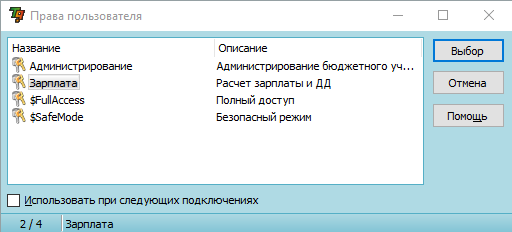 Права пользователя
Название Описание
Администрирование Администрирование бюджетного уч...
Зарплата Расчет зарплаты и ДД
$FullAccess Полный доступ
$SafeMode Безопасный режим
Выбор
Отмена
Помощь
Использовать при следующих подключениях
2 / 4 Зарплата